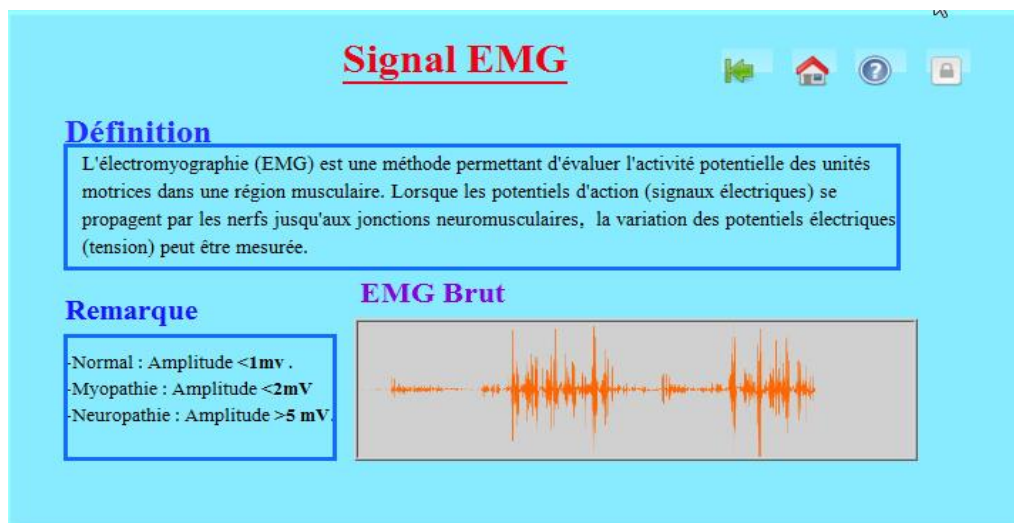 Signal EMG
Définition
L'électromyographie (EMG) est une méthode permettant d'évaluer l'activité potentielle des unités
motrices dans une région musculaire. Lorsque les potentiels d'action (signaux électriques) se
propagent par les nerfs jusqu'aux jonctions neuromusculaires, la variation des potentiels électriques
(tension) peut être mesurée.
Remarque
-Normal : Amplitude <1mv .
-Myopathie : Amplitude <2mV
-Neuropathie : Amplitude >5 mV.
EMG Brut